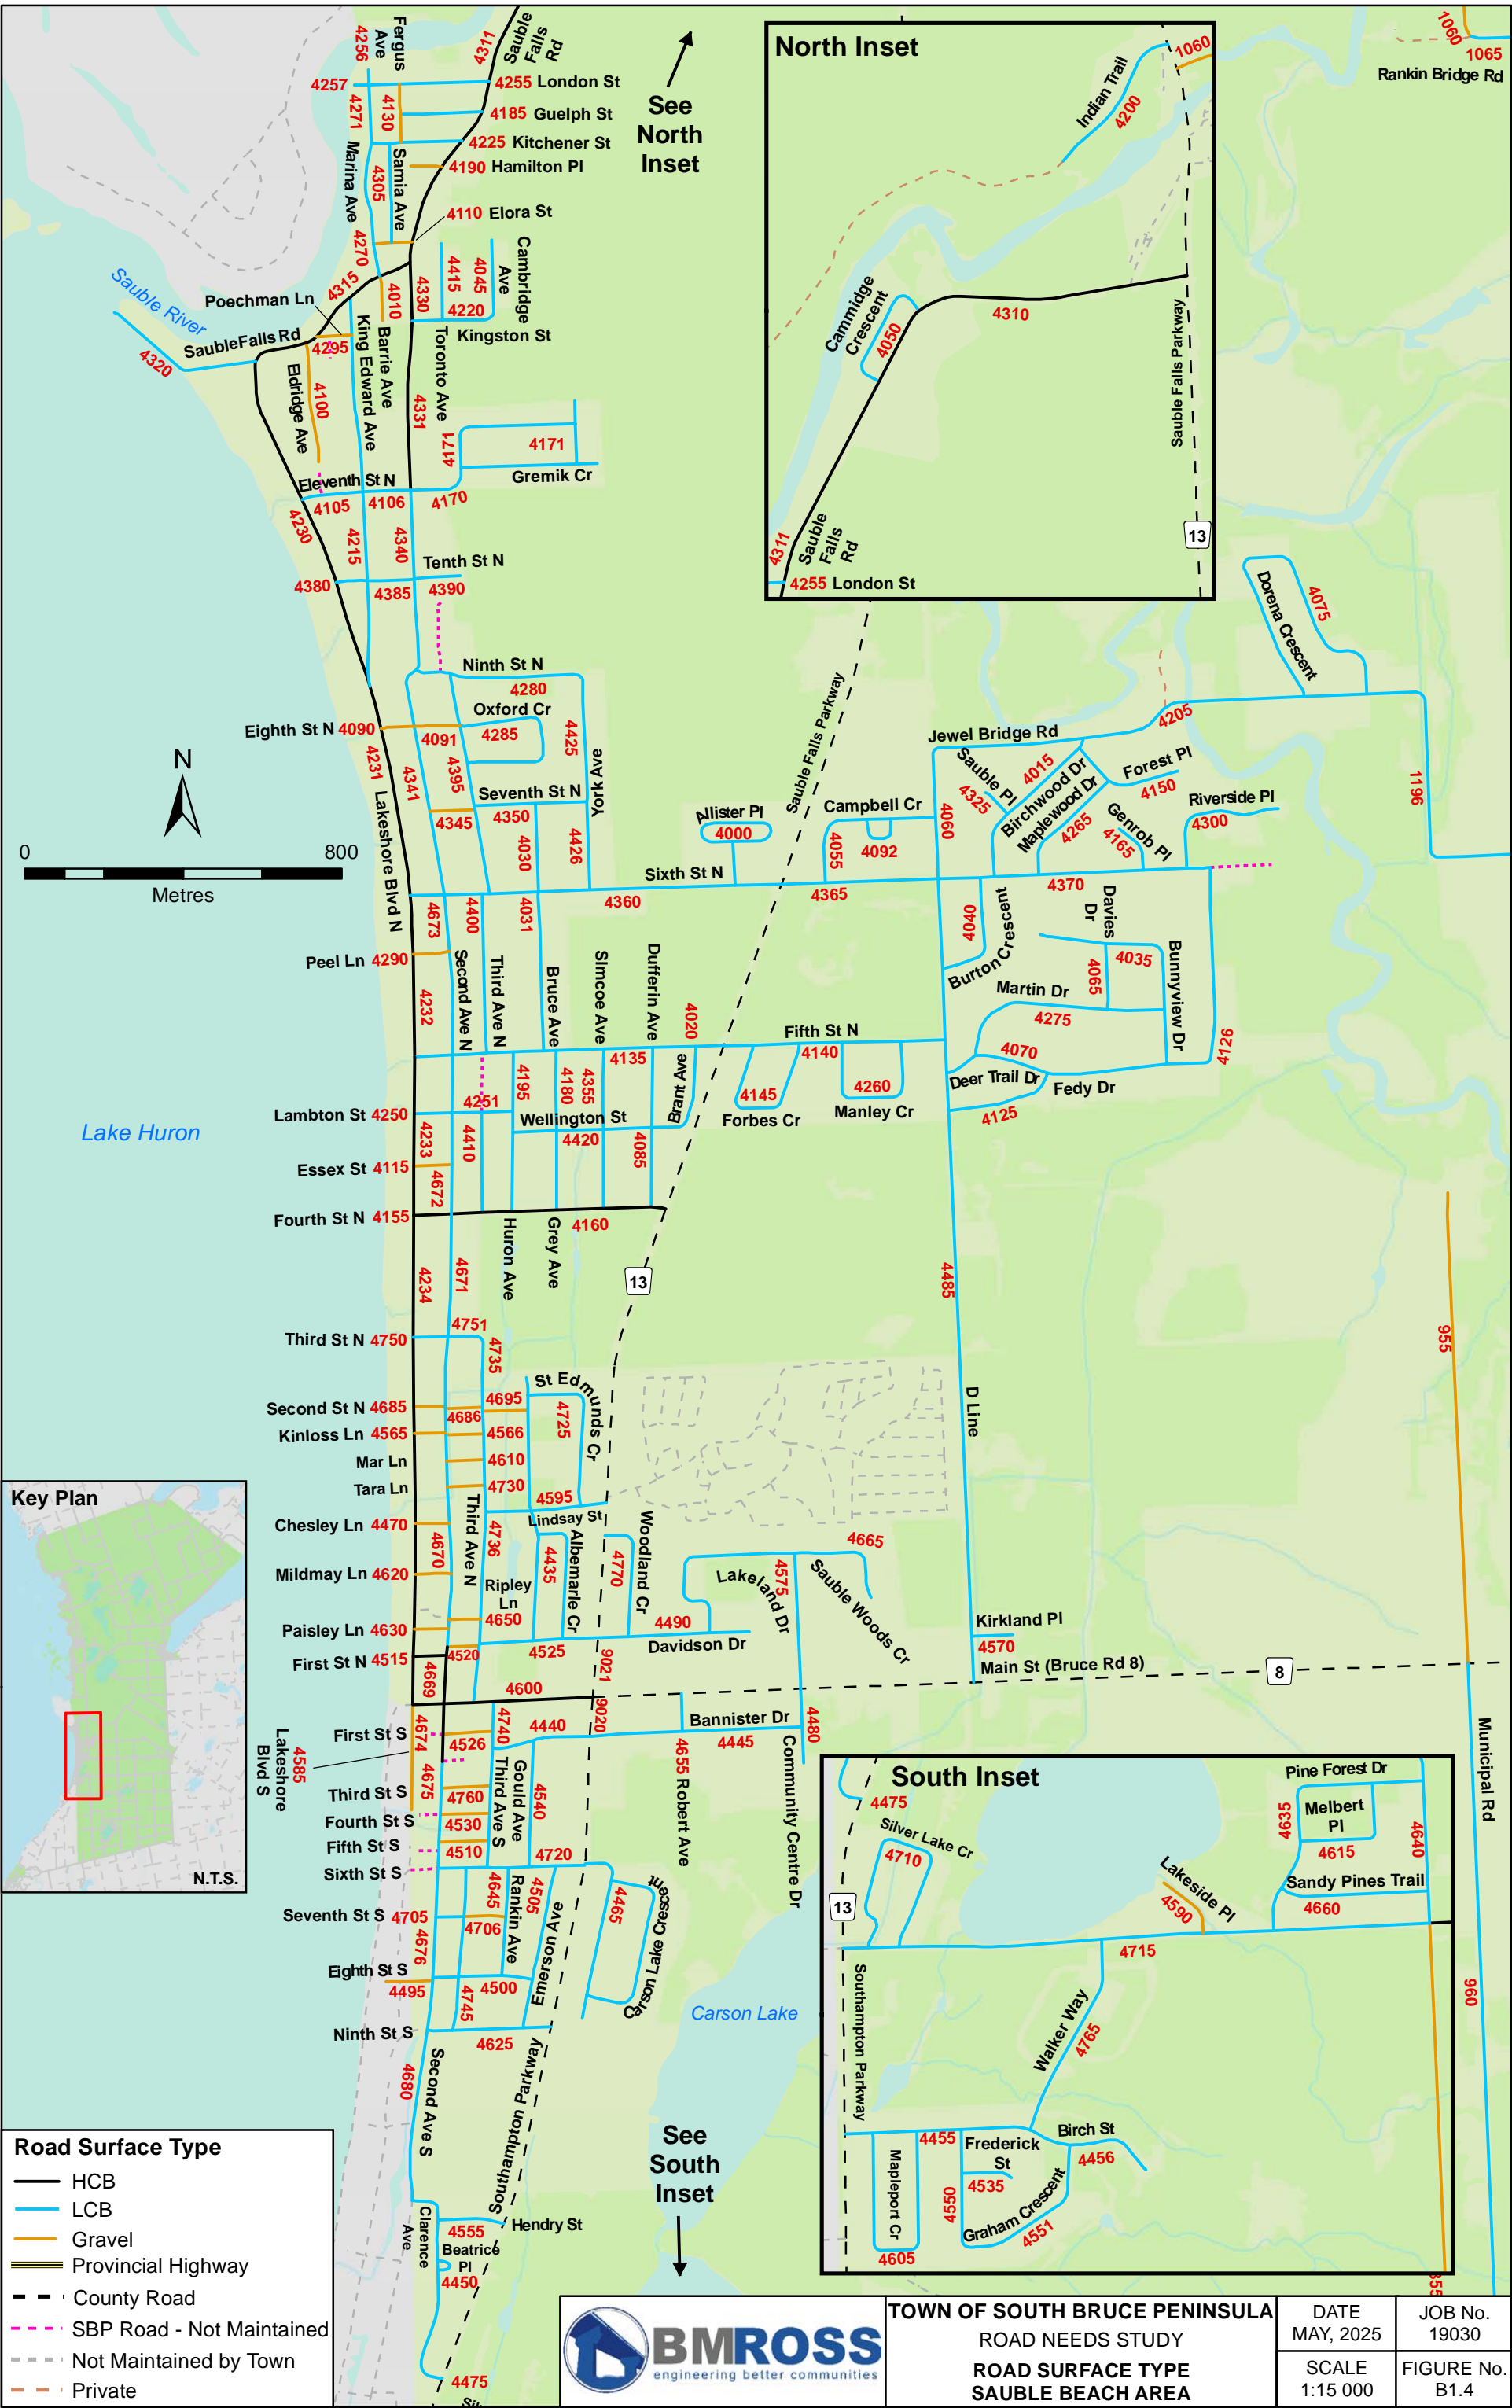 Fergus
Ave
4256
4311
Sauble
Falls
Rd
4257
4255 London St
4271
4130
4185 Guelph St
4225 Kitchener St
4190 Hamilton Pl
Marina Ave
4305
Samia Ave
4110 Elora St
4270
See
North
Inset
4315
4010
4330
4415
4045
Cambridge
Ave
4220
Kingston St
Sauble River
Poechman Ln
SaubleFalls Rd
4295
4320
Eldridge Ave
4100
King Edward Ave
Barrie Ave
Toronto Ave
4331
4171
4171
Gremik Cr
Eleventh St N
4105
4106
4170
4230
4215
4340
Tenth St N
4380
4385
4390
North Inset
Indian Trail
4200
1060
Cammidge
Crescent
4050
4310
Sauble Falls Parkway
13
4311
Sauble
Falls
Rd
4255 London St
1060
1065
Rankin Bridge Rd
Ninth St N
4280
Oxford Cr
4285
4425
Eighth St N 4090
4091
4231
4341
4395
York Ave
Seventh St N
4345
4350
4030
4426
Lakeshore Blvd N
N
0
800
Metres
Sauble Falls Parkway
Allister Pl
4000
Campbell Cr
4055
4092
4060
Sixth St N
4360
4365
Jewel Bridge Rd
4205
Dorena Crescent
4075
Sauble Pl
4325
4015
Birchwood Dr
Maplewood Dr
4265
Forest Pl
4150
Genrob Pl
4165
Riverside Pl
4300
1196
4370
4040
Burton Crescent
Davies
Dr
4065
4035
Bunnyview Dr
Martin Dr
4275
4126
4070
Deer Trail Dr
Fedy Dr
4125
4673
4400
4031
Peel Ln 4290
4232
Second Ave N
Third Ave N
Bruce Ave
SImcoe Ave
Dufferin Ave
4020
Fifth St N
4135
4140
4195
4180
4355
Brant Ave
4145
4260
Forbes Cr
Manley Cr
4251
Lambton St 4250
Wellington St
4420
4233
4410
4085
Lake Huron
Essex St 4115
4672
Fourth St N 4155
4160
Huron Ave
Grey Ave
4234
4671
13
4485
4751
Third St N 4750
4735
955
St Edmunds Cr
Second St N 4685
4686
4695
4725
Kinloss Ln 4565
4566
Mar Ln
4610
Tara Ln
4730
4595
D Line
Lindsay St
Chesley Ln 4470
4670
Third Ave N
4736
4435
Albemarle Cr
4770
Woodland Cr
4665
Mildmay Ln 4620
Ripley
Ln
4650
Lakeland Dr
4575
Sauble Woods Cr
Paisley Ln 4630
4490
Davidson Dr
Kirkland Pl
4570
First St N 4515
4520
4525
9021
Main St (Bruce Rd 8)
8
4669
4600
9020
Key Plan
N.T.S.
First St S
4674
4526
4740
4440
Bannister Dr
4445
4480
4585
Lakeshore
Blvd S
4675
Third St S
4760
Third Ave S
Gould Ave
4540
4655 Robert Ave
Community Centre Dr
Fourth St S
4530
Fifth St S
4510
Sixth St S
4720
4645
Rankin Ave
4505
Emerson Ave
4465
Carson Lake Crescent
Seventh St S 4705
4706
4676
Eighth St S
4495
4500
4745
Carson Lake
Ninth St S
4625
4680
Second Ave S
Southampton Parkway
See
South
Inset
Clarence
Ave
4555
Hendry St
Beatrice
Pl
4450
4475
Municipal Rd
960
South Inset
4475
Silver Lake Cr
4710
13
Pine Forest Dr
4635
Melbert
Pl
4615
4640
Lakeside Pl
4590
Sandy Pines Trail
4660
4715
Southampton Parkway
Walker Way
4765
4455
Frederick
St
4535
Birch St
4456
Mapleport Cr
4550
Graham Crescent
4551
4605
Road Surface Type
HCB
LCB
Gravel
Provincial Highway
County Road
SBP Road - Not Maintained
Not Maintained by Town
Private
BMROSS
engineering better communities
TOWN OF SOUTH BRUCE PENINSULA
ROAD NEEDS STUDY
ROAD SURFACE TYPE
SAUBLE BEACH AREA
DATE
MAY, 2025
JOB No.
19030
SCALE
1:15 000
FIGURE No.
B1.4